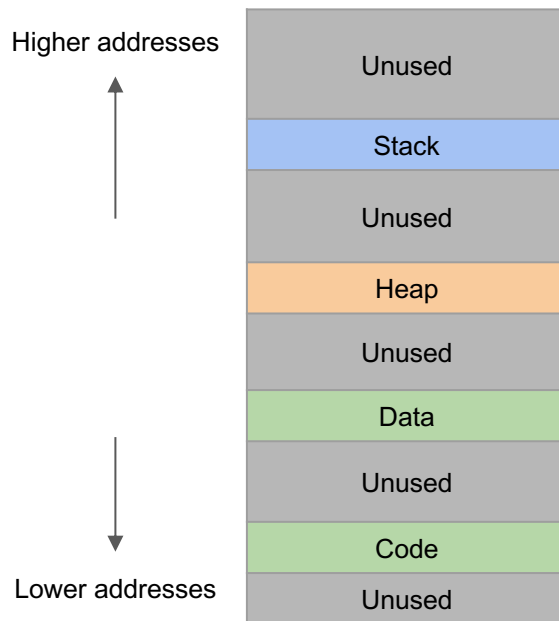 Higher addresses
Unused
Stack
Unused
Heap
Unused
Data
Unused
Code
Lower addresses
Unused